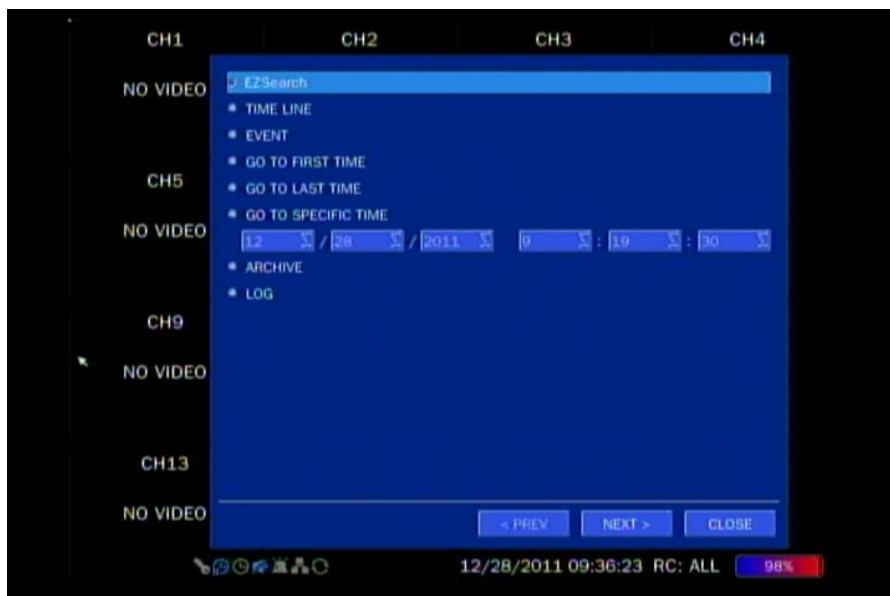 CH1 CH2 CH3 CH4
NO VIDEO
EZSearch
TIME LINE
EVENT
GO TO FIRST TIME
CH5
GO TO LAST TIME
GO TO SPECIFIC TIME
NO VIDEO
12 / 28 / 2011 9 : 19 : 30
ARCHIVE
LOG
CH9
NO VIDEO
CH13
NO VIDEO
< PREV NEXT > CLOSE
12/28/2011 09:36:23 RC: ALL 98%